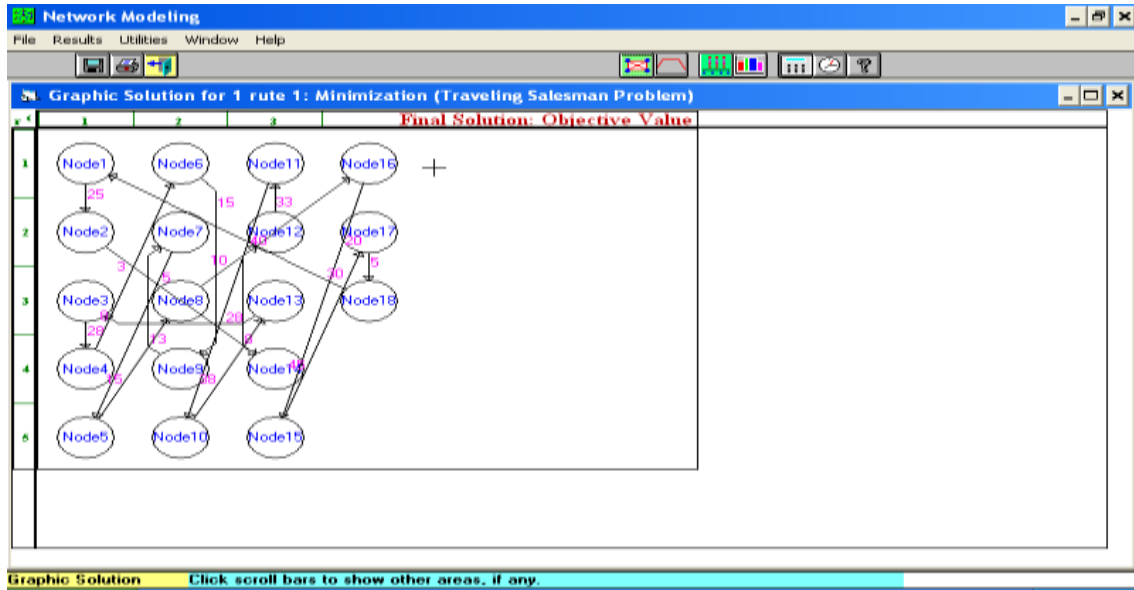 Network Modeling
File Results Utilities Window Help
Graphic Solution for 1 rute 1: Minimization (Traveling Salesman Problem)
1 2 3 Final Solution: Objective Value
1 Node1 Node6 Node11 Node16
25 15 33
2 Node2 Node7 Node12 Node17
40 20
3 5 10 30 5
3 Node3 Node8 Node13 Node18
28
28 13
4 Node4 Node9 Node14
15
5 Node5 Node10 Node15
Graphic Solution Click scroll bars to show other areas, if any.